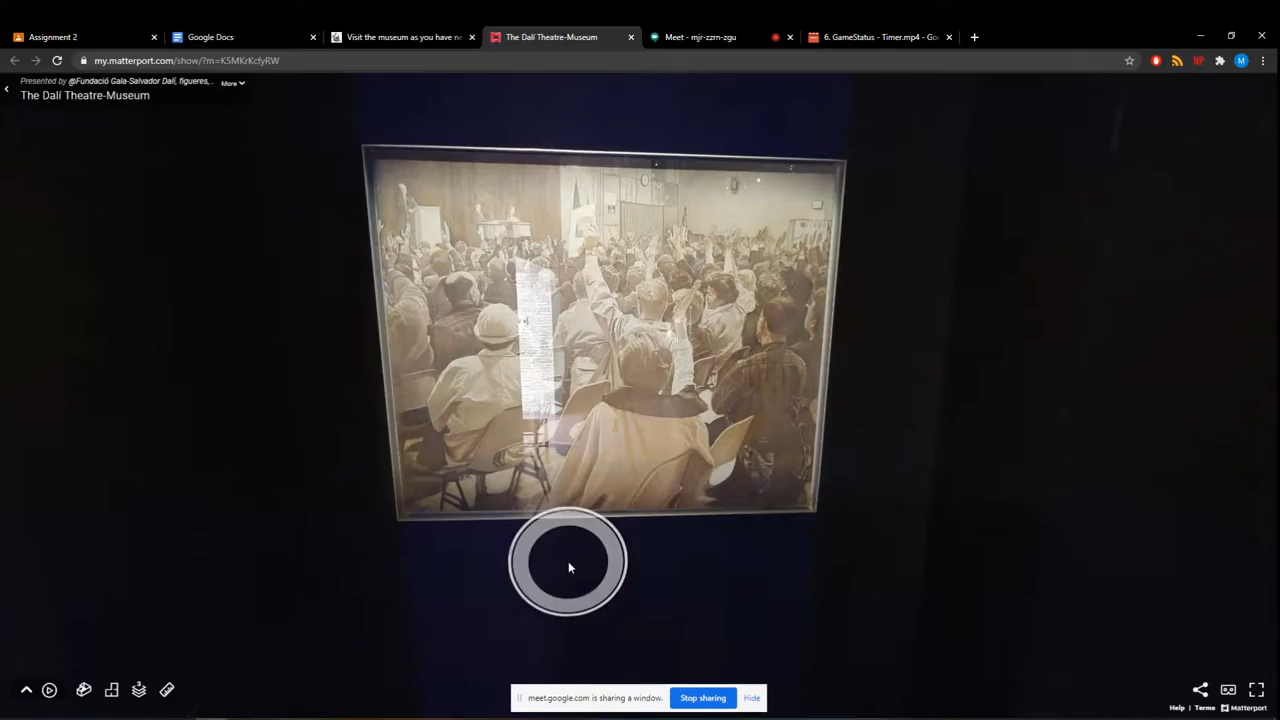 Assignment 2
Google Docs
Visit the museum as you have ne
The Dalí Theatre-Museum
Meet - mjr-zzrn-zgu
6. GameStatus - Timer.mp4 - Go
my.matterport.com/show/?m=K5MKrKcfyRW
M
Presented by @Fundació Gala-Salvador Dalí, figueres,...
More
The Dalí Theatre-Museum
meet.google.com is sharing a window.
Stop sharing
Hide
Help
Terms
Matterport